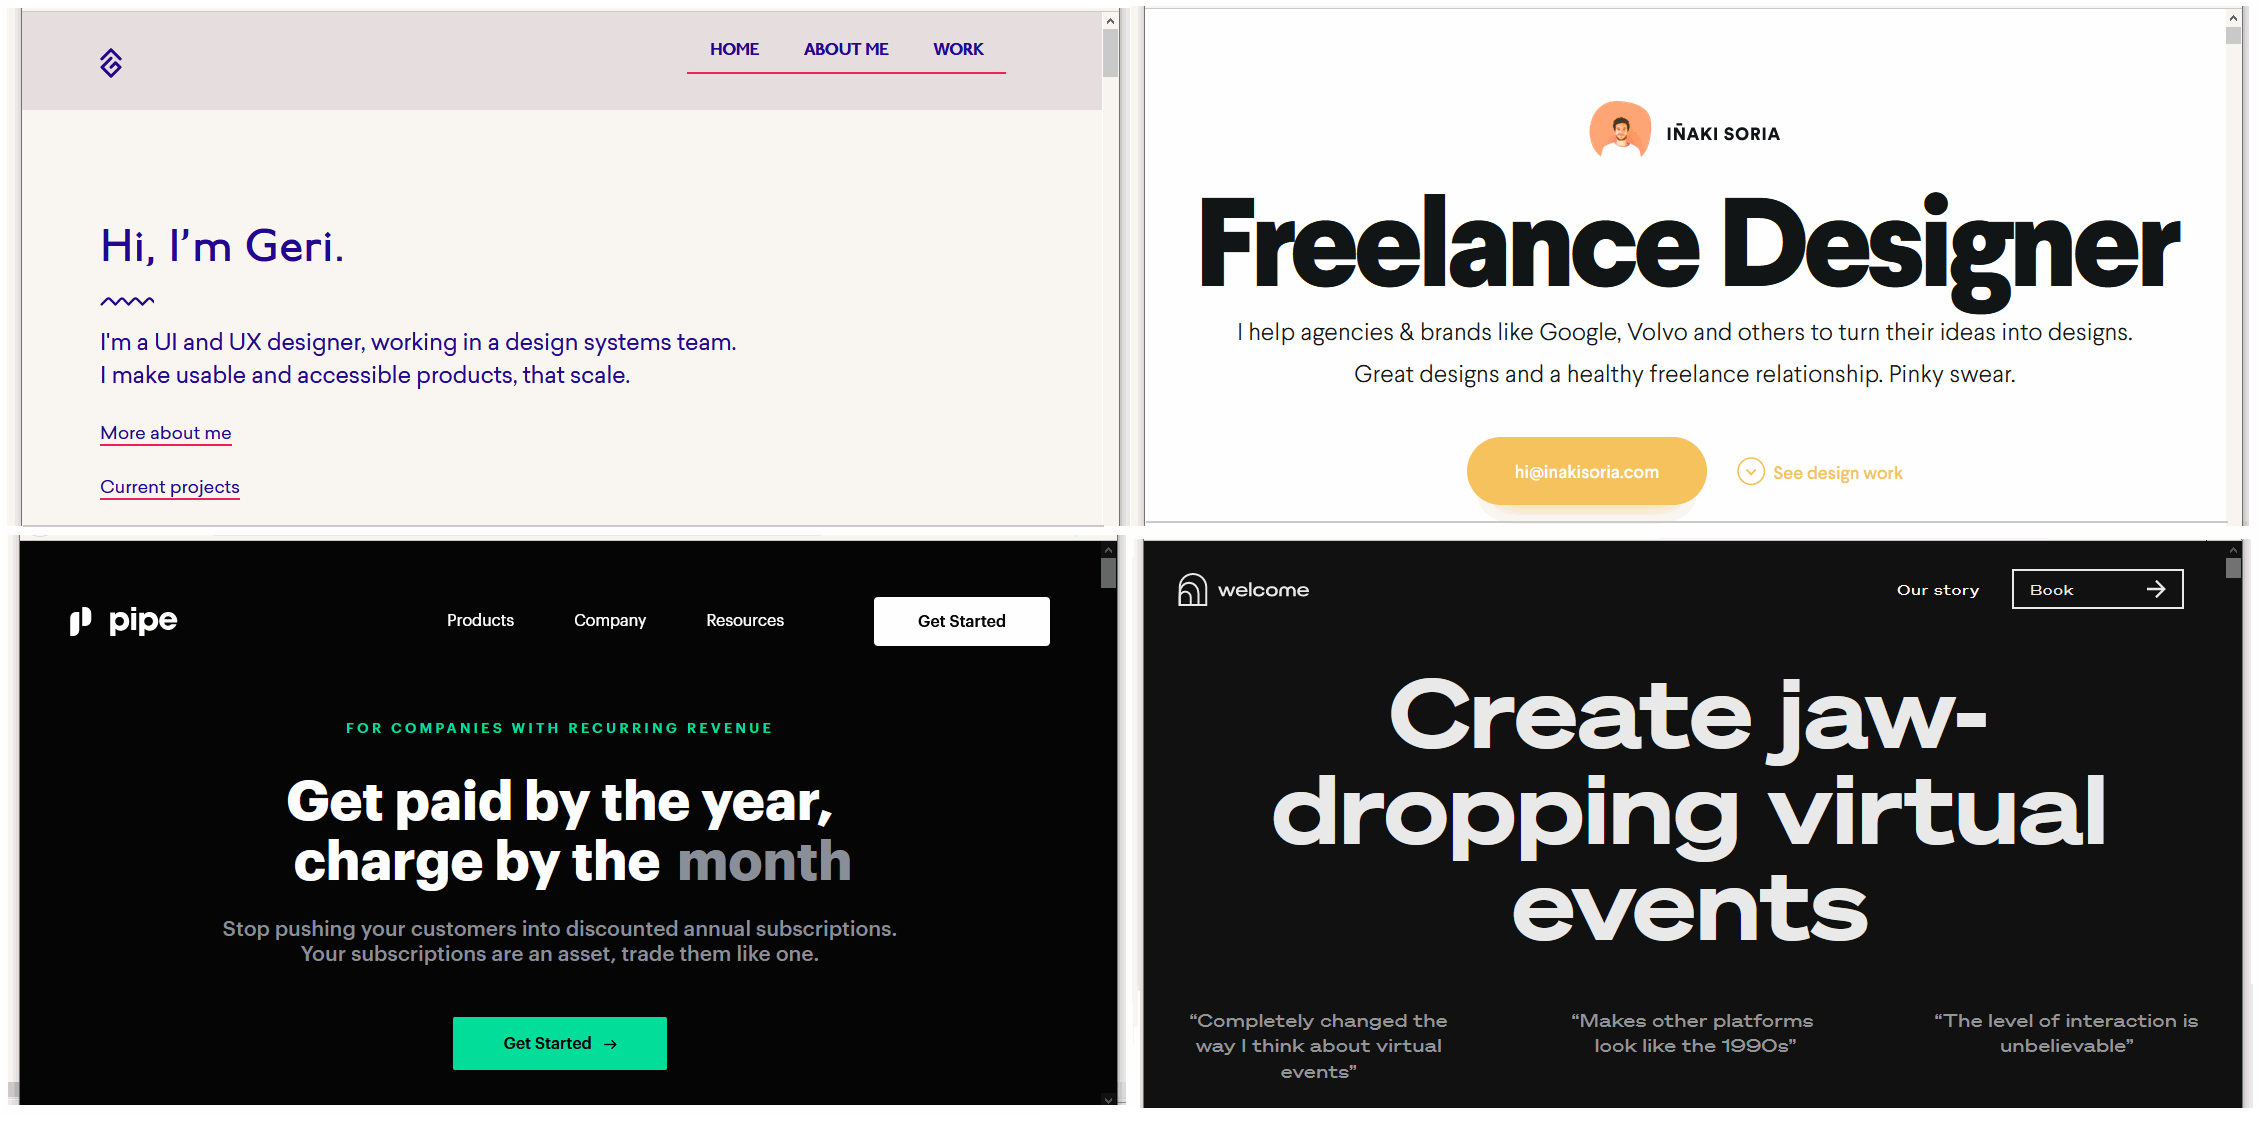 HOME ABOUT ME WORK
Hi, I’m Geri.
I'm a UI and UX designer, working in a design systems team.
I make usable and accessible products, that scale.
More about me
Current projects
IÑAKI SORIA
Freelance Designer
I help agencies & brands like Google, Volvo and others to turn their ideas into designs.
Great designs and a healthy freelance relationship. Pinky swear.
hi@inakisoria.com
See design work
pipe
Products Company Resources Get Started
FOR COMPANIES WITH RECURRING REVENUE
Get paid by the year,
charge by the month
Stop pushing your customers into discounted annual subscriptions.
Your subscriptions are an asset, trade them like one.
Get Started →
welcome
Our story Book →
Create jaw-
dropping virtual
events
“Completely changed the
way I think about virtual
events”
“Makes other platforms
look like the 1990s”
“The level of interaction is
unbelievable”